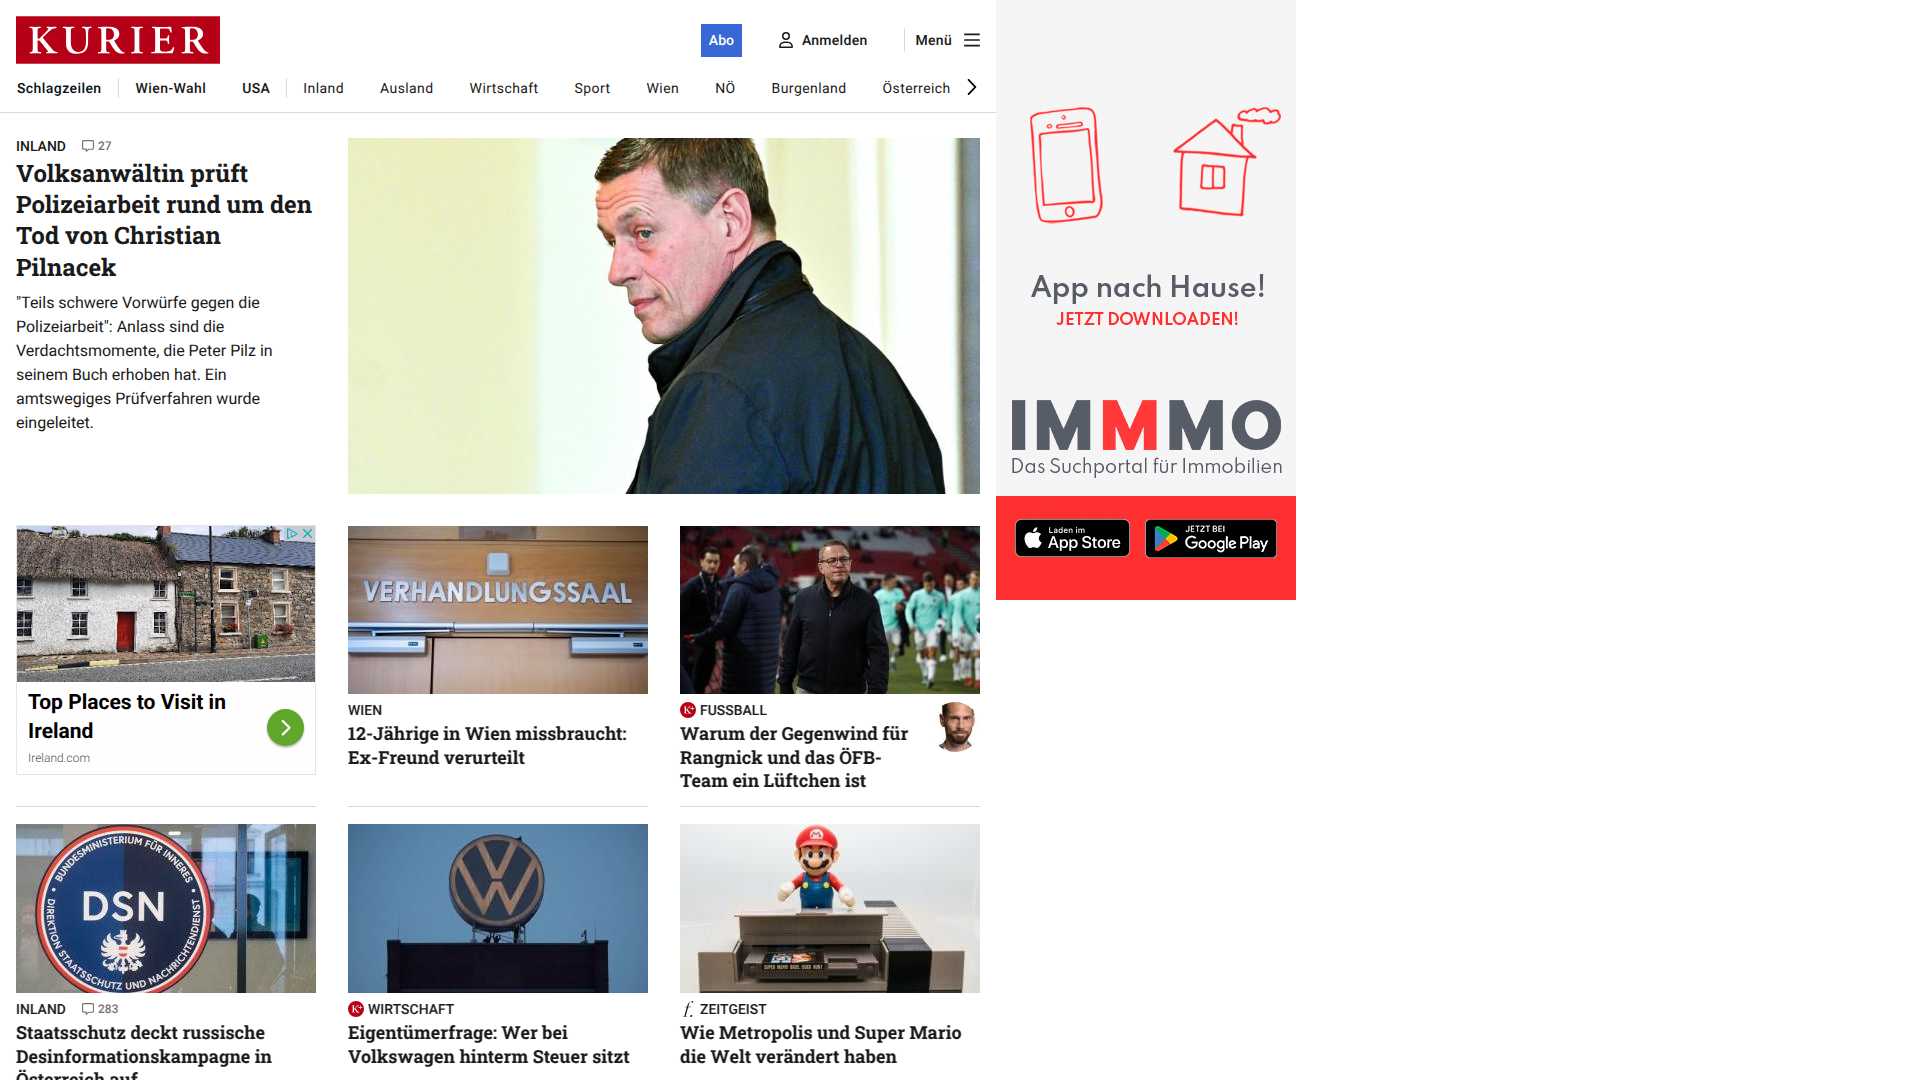 KURIER
Abo
Anmelden
Menü
Schlagzeilen
Wien-Wahl
USA
Inland
Ausland
Wirtschaft
Sport
Wien
NÖ
Burgenland
Österreich
INLAND 27
Volksanwältin prüft
Polizeiarbeit rund um den
Tod von Christian
Pilnacek
"Teils schwere Vorwürfe gegen die
Polizeiarbeit": Anlass sind die
Verdachtsmomente, die Peter Pilz in
seinem Buch erhoben hat. Ein
amtswegiges Prüfverfahren wurde
eingeleitet.
App nach Hause!
JETZT DOWNLOADEN!
IMMMO
Das Suchportal für Immobilien
Laden im
App Store
JETZT BEI
Google Play
Top Places to Visit in
Ireland
Ireland.com
VERHANDLUNGSSAAL
WIEN
12-Jährige in Wien missbraucht:
Ex-Freund verurteilt
K+ FUSSBALL
Warum der Gegenwind für
Rangnick und das ÖFB-
Team ein Lüftchen ist
BUNDESMINISTERIUM FÜR INNERES
DSN
DIREKTION STAATSSCHUTZ UND NACHRICHTENDIENST
INLAND 283
Staatsschutz deckt russische
Desinformationskampagne in
Österreich auf
K+ WIRTSCHAFT
Eigentümerfrage: Wer bei
Volkswagen hinterm Steuer sitzt
f. ZEITGEIST
Wie Metropolis und Super Mario
die Welt verändert haben